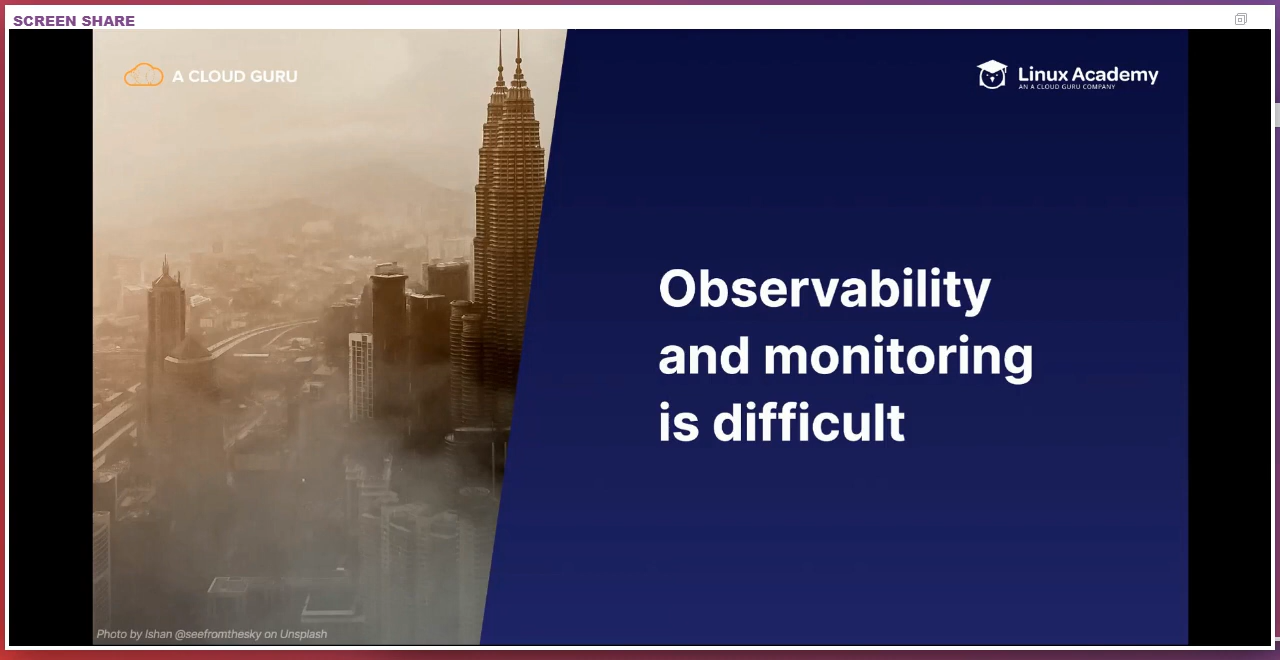 SCREEN SHARE
A CLOUD GURU
Linux Academy
AN A CLOUD GURU COMPANY
Observability
and monitoring
is difficult
Photo by Ishan @seefromthesky on Unsplash